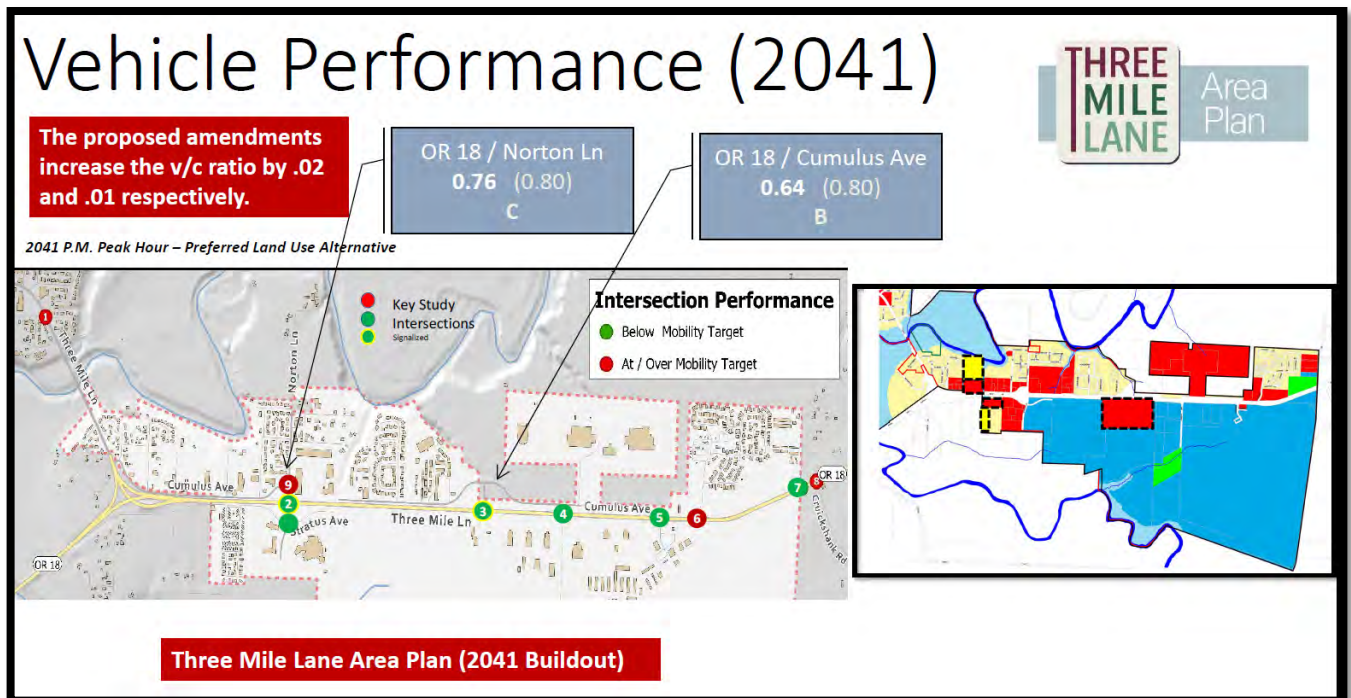 Vehicle Performance (2041)
THREE
MILE
LANE
Area
Plan
The proposed amendments
increase the v/c ratio by .02
and .01 respectively.
OR 18 / Norton Ln
0.76 (0.80)
C
OR 18 / Cumulus Ave
0.64 (0.80)
B
2041 P.M. Peak Hour – Preferred Land Use Alternative
Key Study
Intersections
Signalized
Intersection Performance
Below Mobility Target
At / Over Mobility Target
1
Three Mile Ln
Norton Ln
Cumulus Ave
9
2
Stratus Ave
Three Mile Ln
3
4
Cumulus Ave
5
6
7
8
OR 18
Cruickshank Rd
OR 18
Three Mile Lane Area Plan (2041 Buildout)